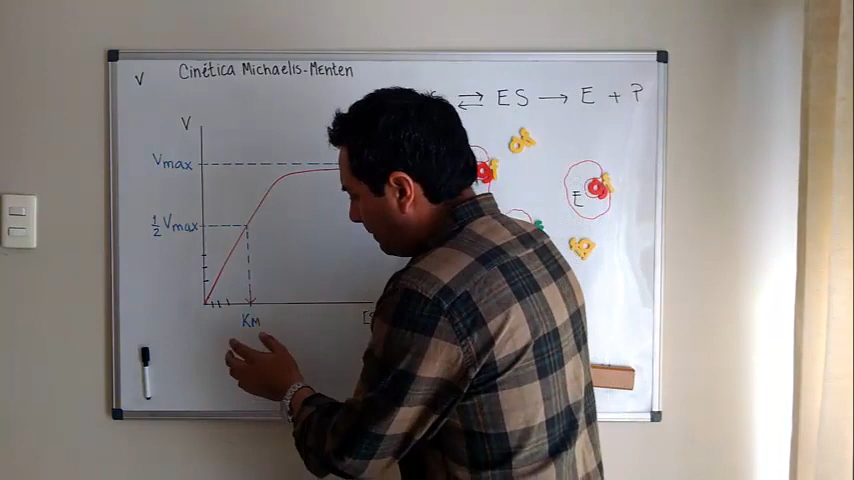 Cinética Michaelis-Menten
V
ES → E + P
V
Vmax
E
½ Vmax
KM
[S